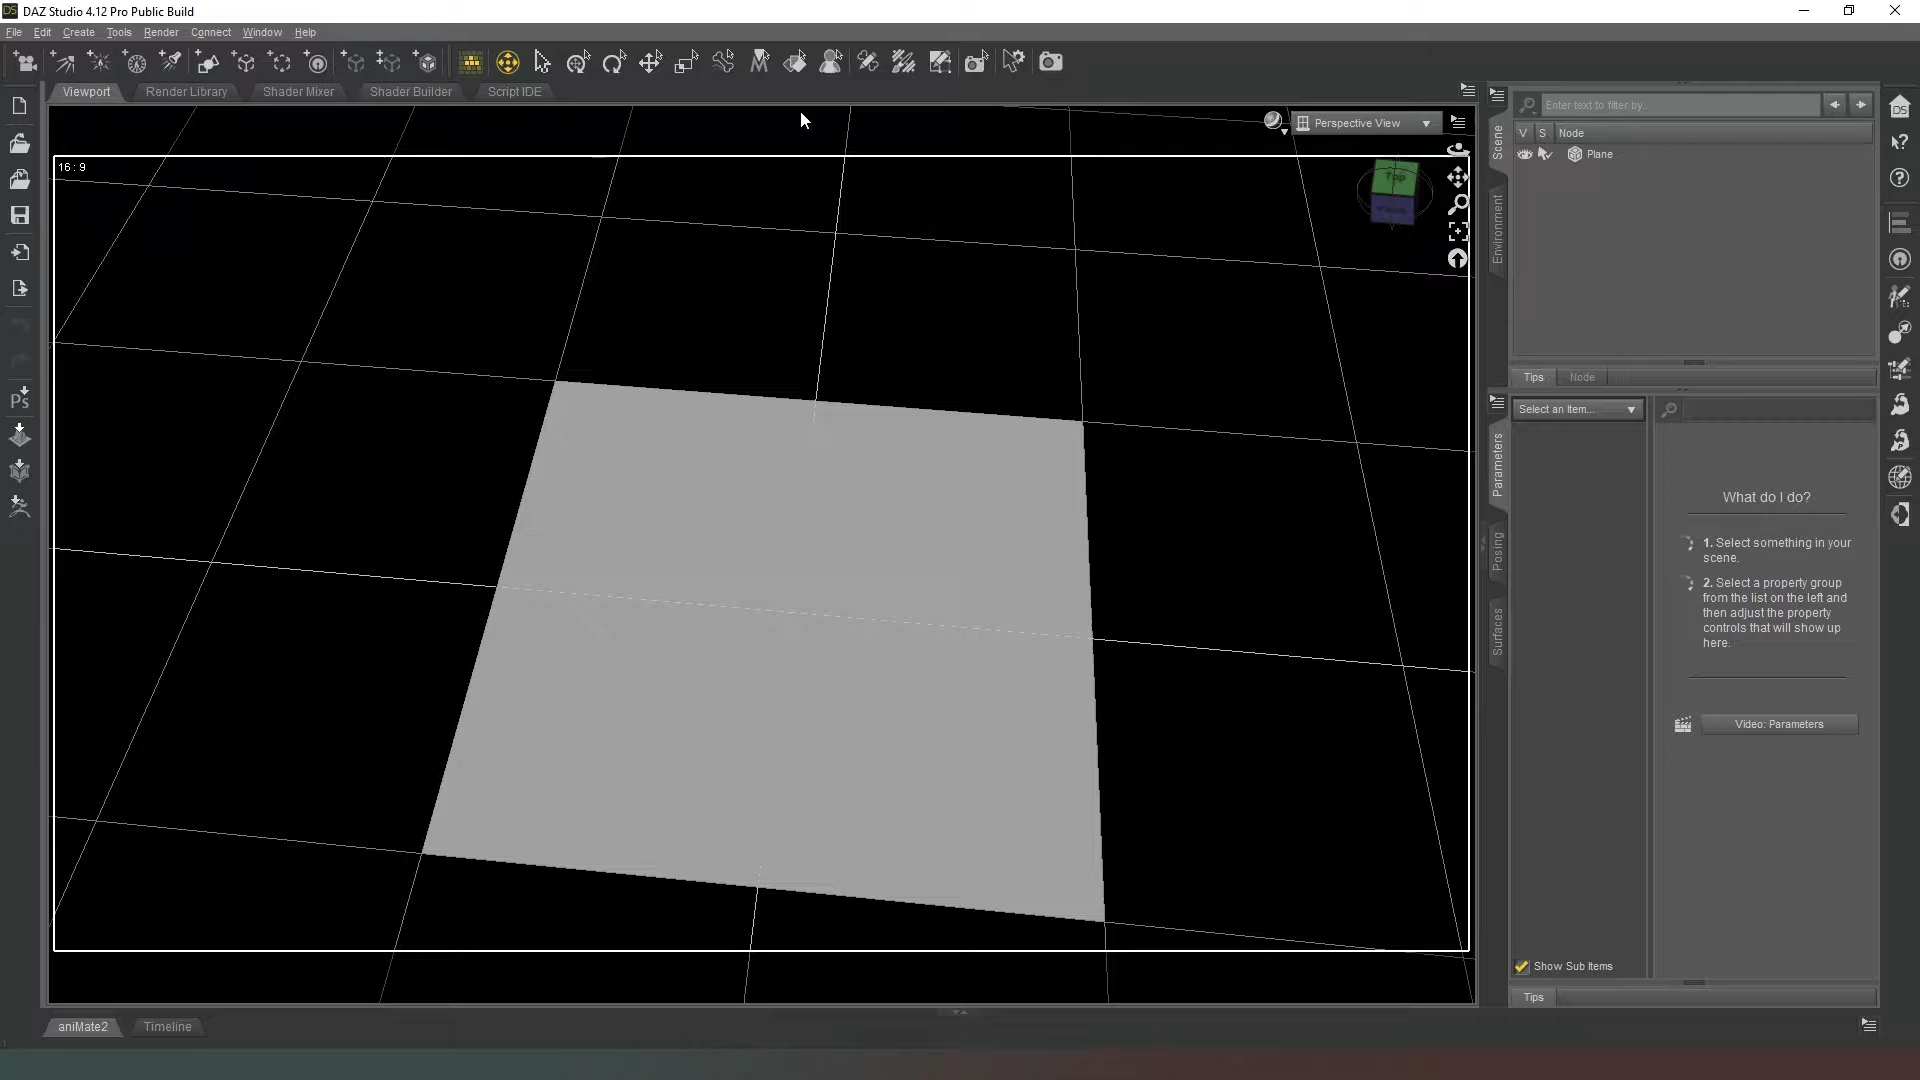 DS DAZ Studio 4.12 Pro Public Build
File Edit Create Tools Render Connect Window Help
Viewport Render Library Shader Mixer Shader Builder Script IDE
Perspective View
16 : 9
Top
Enter text to filter by...
V S Node
Plane
Scene
Environment
Tips Node
Select an Item...
Parameters
Posing
Surfaces
What do I do?
1. Select something in your
scene.
2. Select a property group
from the list on the left and
then adjust the property
controls that will show up
here.
Video: Parameters
Show Sub Items
Tips
Ps
DS
aniMate2 Timeline